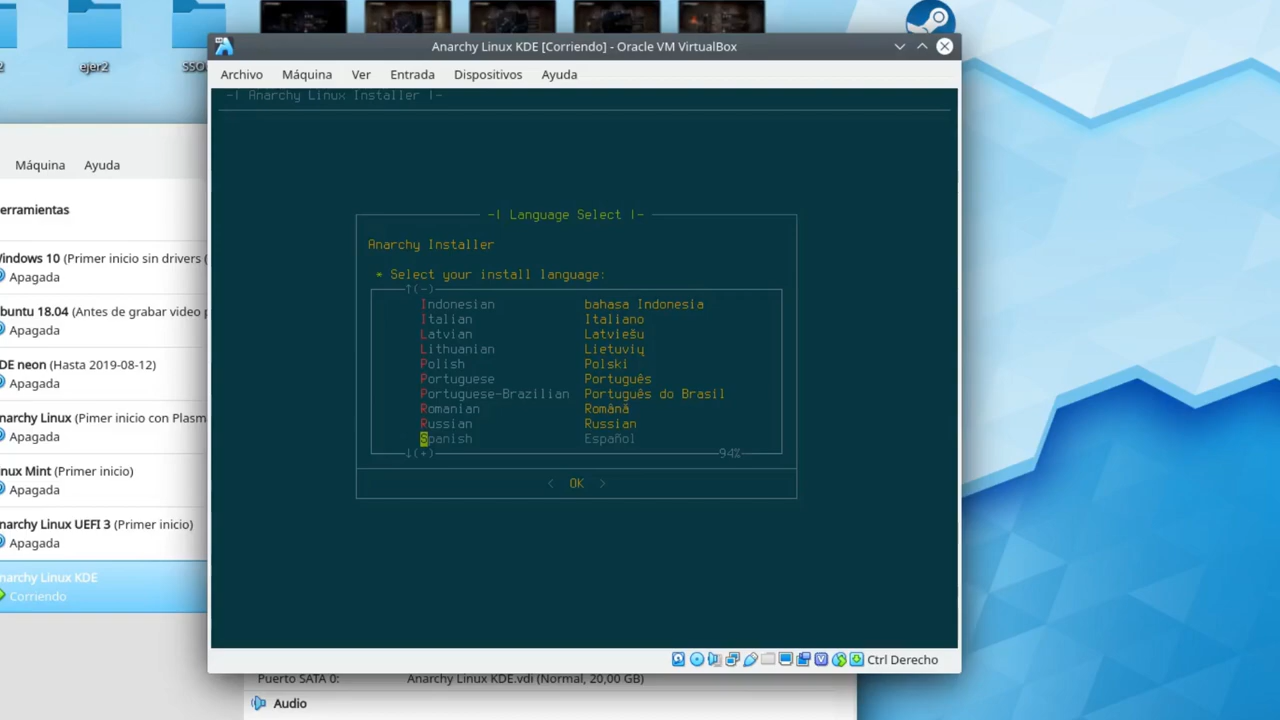 2
ejer2
SSO
Anarchy Linux KDE [Corriendo] - Oracle VM VirtualBox
Archivo Máquina Ver Entrada Dispositivos Ayuda
-| Anarchy Linux Installer |-
-| Language Select |-
Anarchy Installer
* Select your install language:
↑(-)
Indonesian bahasa Indonesia
Italian Italiano
Latvian Latviešu
Lithuanian Lietuvių
Polish Polski
Portuguese Português
Portuguese-Brazilian Português do Brasil
Romanian Română
Russian Russian
Spanish Español
↓(+) 94%
< OK >
Ctrl Derecho
Máquina Ayuda
erramientas
indows 10 (Primer inicio sin drivers (
Apagada
buntu 18.04 (Antes de grabar video p
Apagada
DE neon (Hasta 2019-08-12)
Apagada
narchy Linux (Pimer inicio con Plasm
Apagada
nux Mint (Primer inicio)
Apagada
narchy Linux UEFI 3 (Primer inicio)
Apagada
narchy Linux KDE
Corriendo
Puerto SATA 0: Anarchy Linux KDE.vdi (Normal, 20,00 GB)
Audio